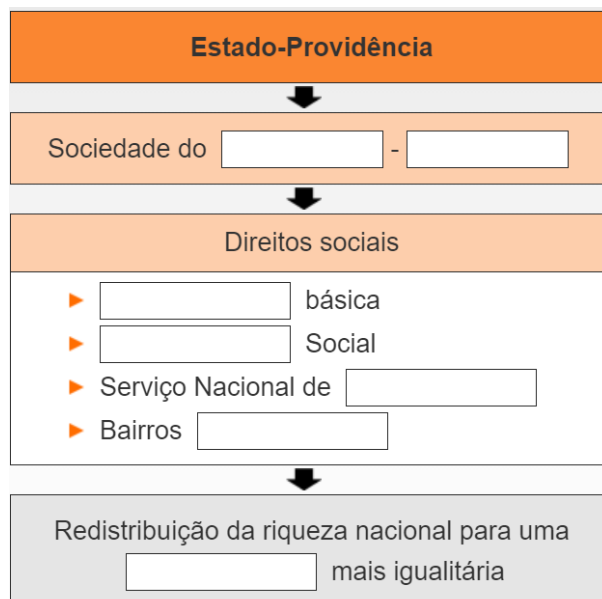 Estado-Providência
Sociedade do -
Direitos sociais
básica
Social
Serviço Nacional de
Bairros
Redistribuição da riqueza nacional para uma
mais igualitária